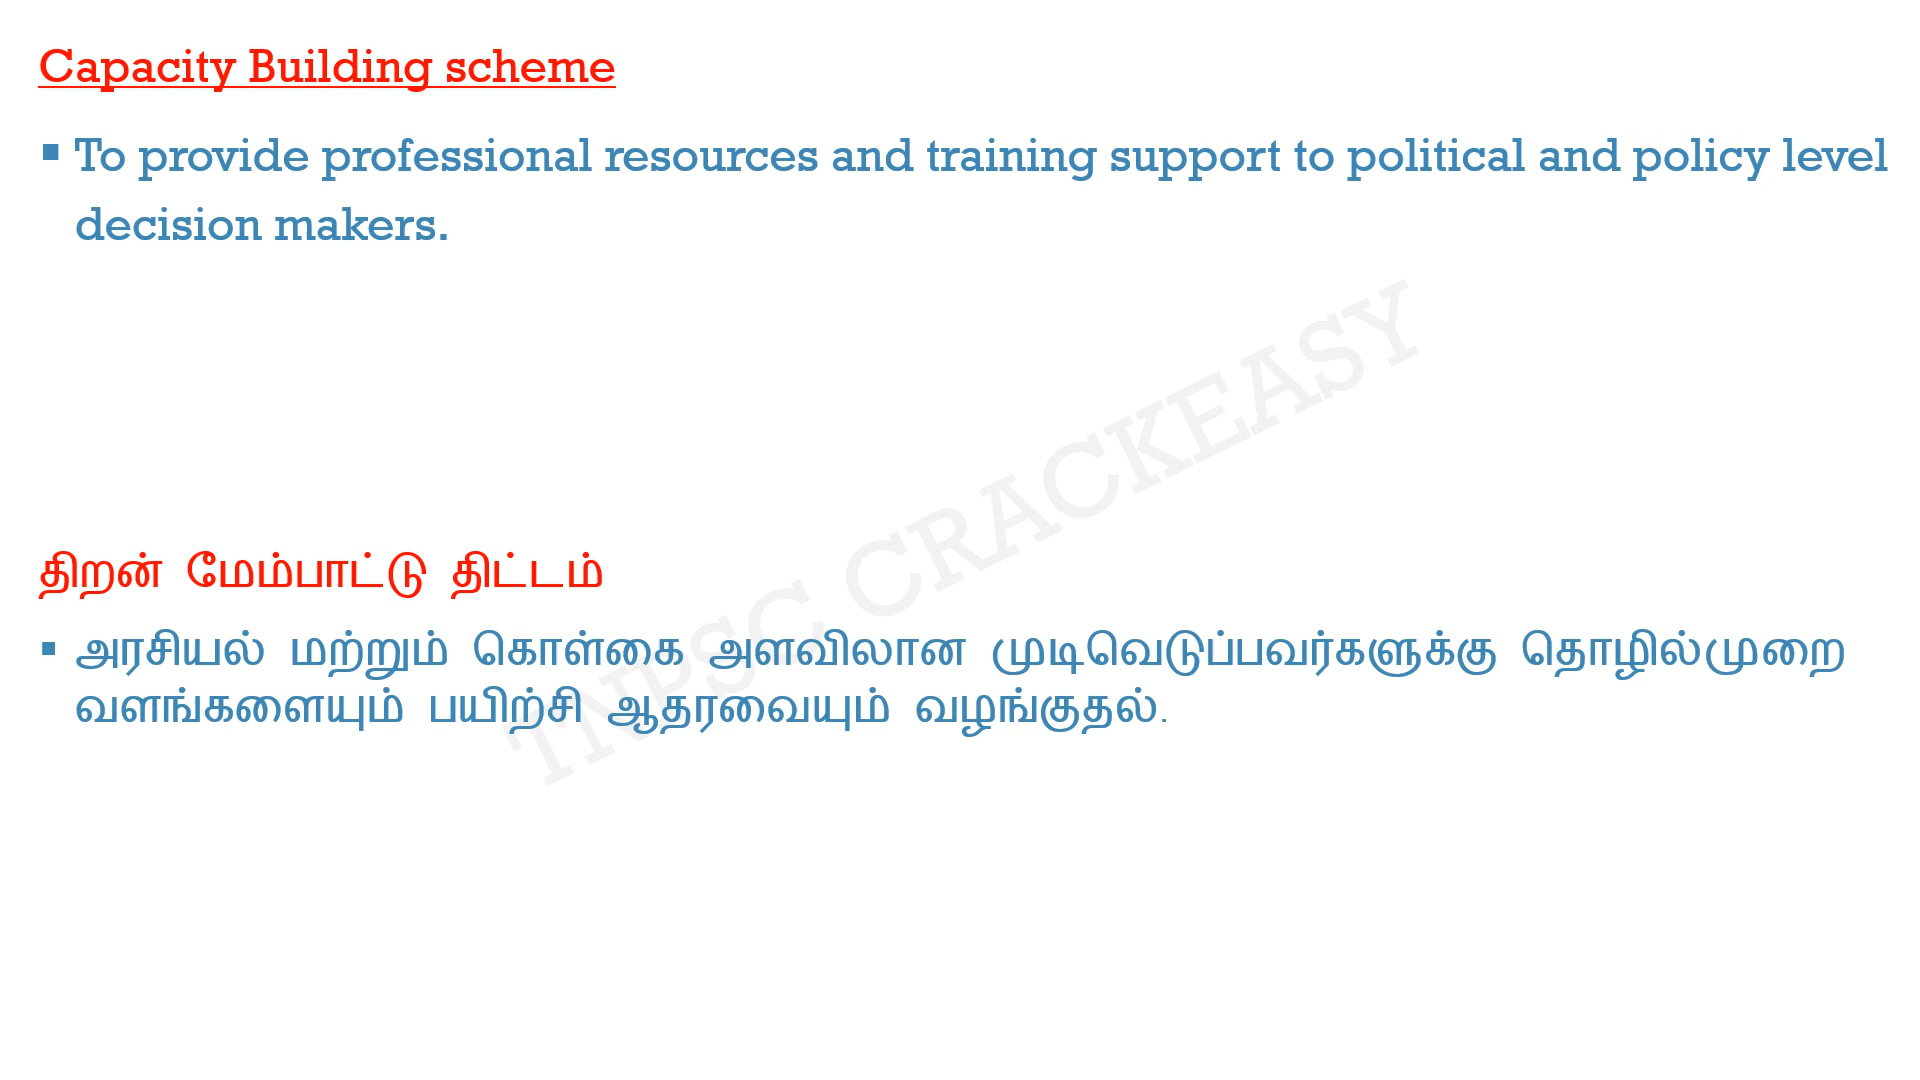 Capacity Building scheme
▪ To provide professional resources and training support to political and policy level
decision makers.
திறன் மேம்பாட்டு திட்டம்
▪ அரசியல் மற்றும் கொள்கை அளவிலான முடிவெடுப்பவர்களுக்கு தொழில்முறை
வளங்களையும் பயிற்சி ஆதரவையும் வழங்குதல்.
TNPSC CRACKEASY